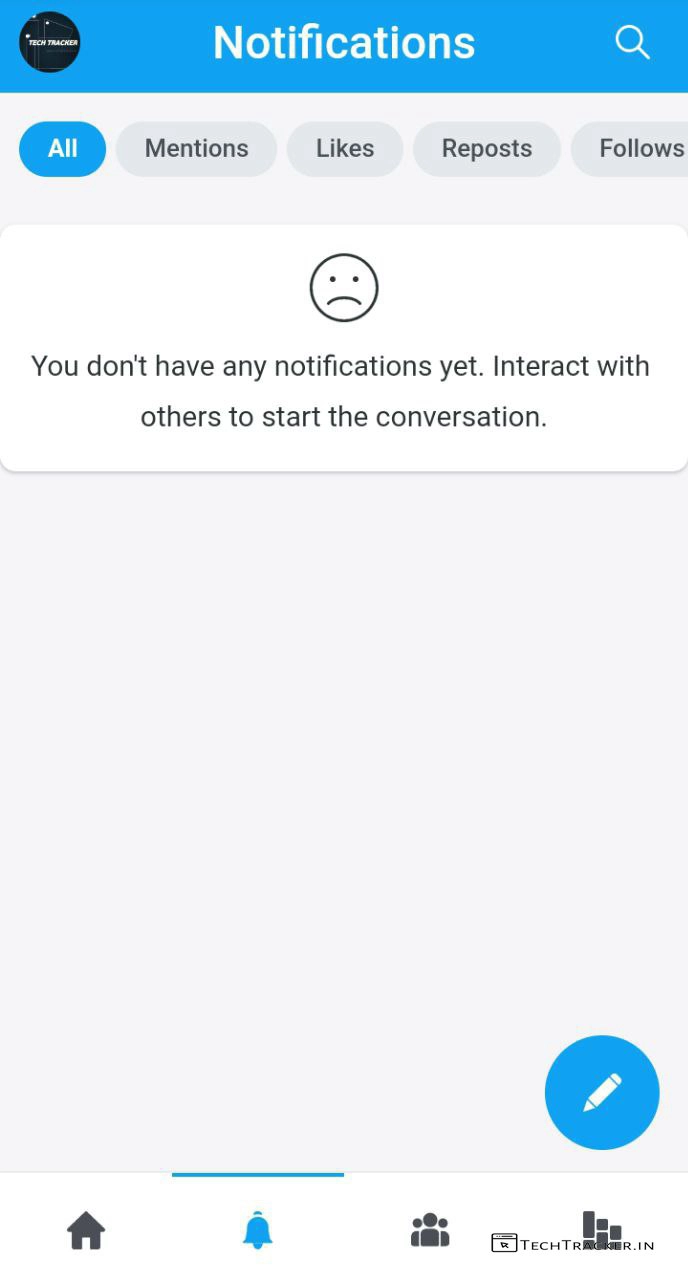 TECH TRACKER
Notifications
All Mentions Likes Reposts Follows
You don't have any notifications yet. Interact with
others to start the conversation.
TECHTRACKER.IN